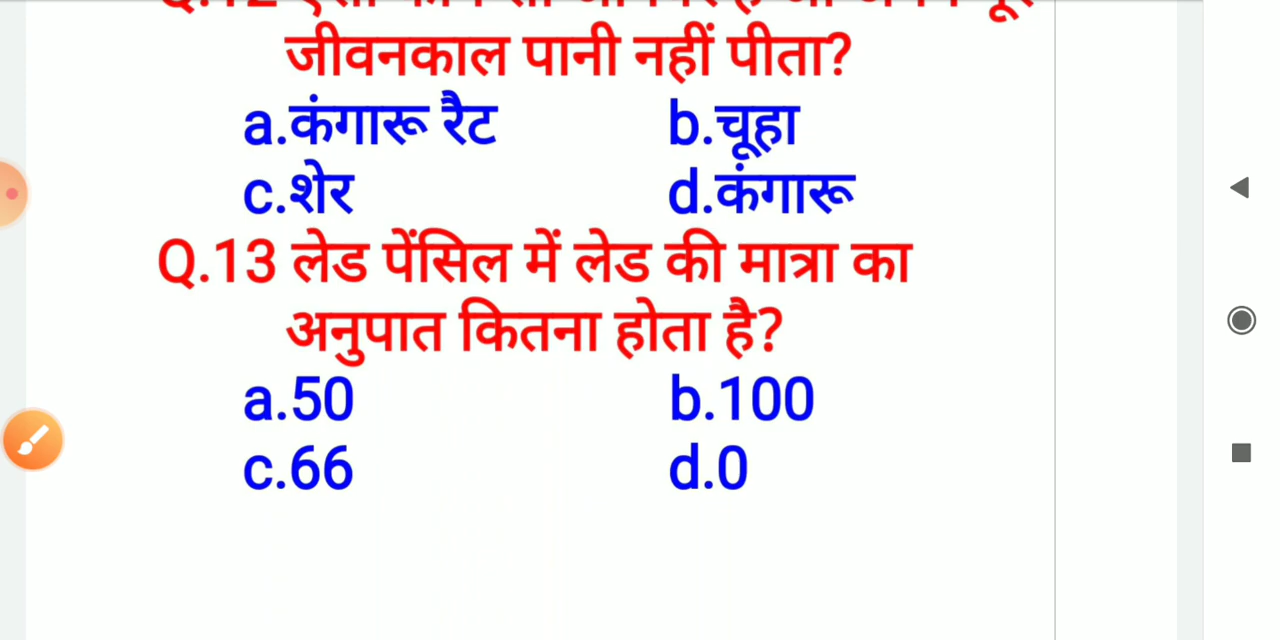 जीवनकाल पानी नहीं पीता?
a.कंगारू रैट b.चूहा
c.शेर d.कंगारू
Q.13 लेड पेंसिल में लेड की मात्रा का
अनुपात कितना होता है?
a.50 b.100
c.66 d.0